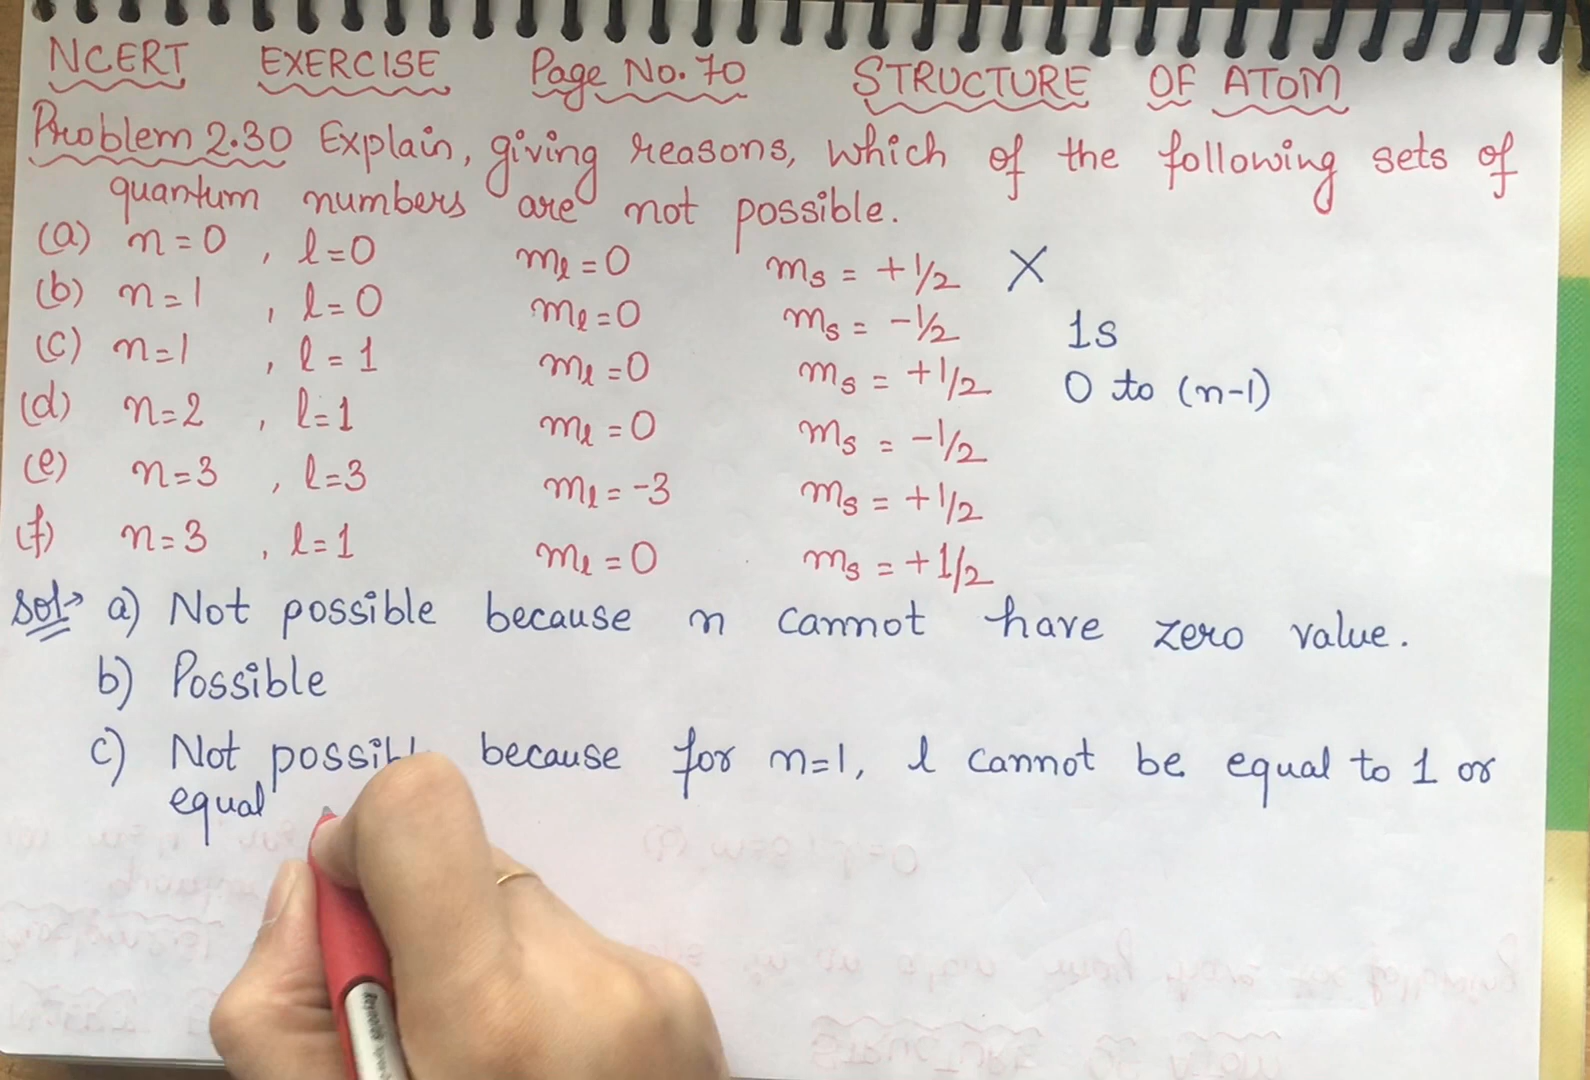 NCERT EXERCISE Page No. 70 STRUCTURE OF ATOM
Problem 2.30 Explain, giving reasons, which of the following sets of
quantum numbers are not possible.
(a) n=0 , l=0 ml=0 ms = +1/2 X
(b) n=1 , l=0 ml=0 ms = -1/2 1s
(c) n=1 , l=1 ml=0 ms = +1/2 0 to (n-1)
(d) n=2 , l=1 ml=0 ms = -1/2
(e) n=3 , l=3 ml=-3 ms = +1/2
(f) n=3 , l=1 ml=0 ms = +1/2
Sol→ a) Not possible because n cannot have zero value.
b) Possible
c) Not because for n=1, l cannot be equal to 1 or
equal
Reynolds